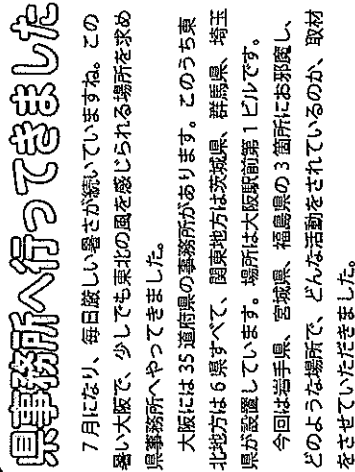 県事務所へ行ってきました
7月になり、毎日厳しい暑さが続いていますね。この
暑い大阪で、少しでも東北の風を感じられる場所を求め
県事務所へやってきました。
大阪には35道府県の事務所があります。このうち東
北地方は6県すべて、関東地方は茨城県、群馬県、埼玉
県が設置しています。場所は大阪駅前第1ビルです。
今回は岩手県、宮城県、福島県の3箇所にお邪魔し、
どのような場所で、どんな活動をされているのか、取材
をさせていただきました。